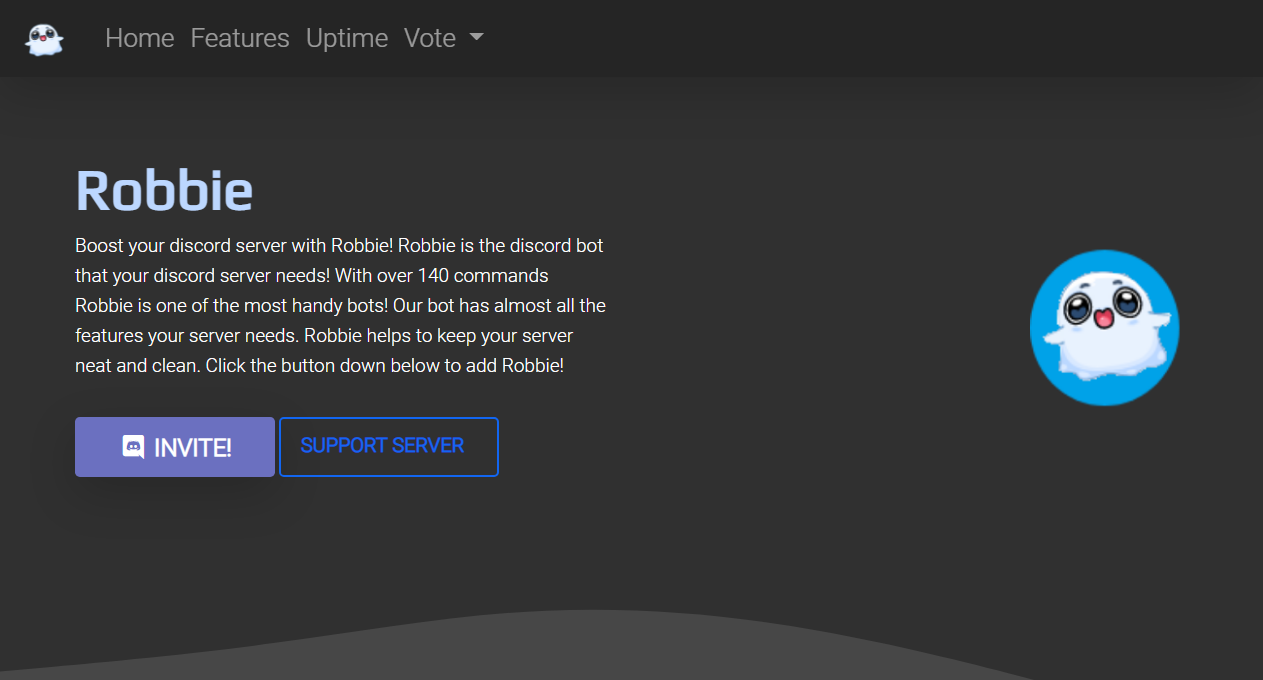 Home Features Uptime Vote
Robbie
Boost your discord server with Robbie! Robbie is the discord bot
that your discord server needs! With over 140 commands
Robbie is one of the most handy bots! Our bot has almost all the
features your server needs. Robbie helps to keep your server
neat and clean. Click the button down below to add Robbie!
INVITE! SUPPORT SERVER